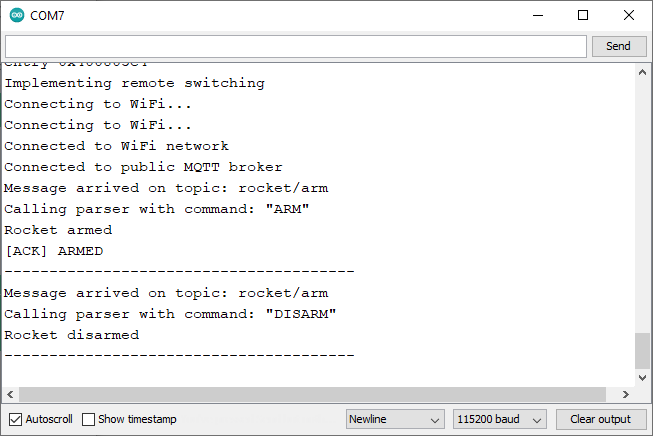 COM7
Send
Implementing remote switching
Connecting to WiFi...
Connecting to WiFi...
Connected to WiFi network
Connected to public MQTT broker
Message arrived on topic: rocket/arm
Calling parser with command: "ARM"
Rocket armed
[ACK] ARMED
---------------------------------------
Message arrived on topic: rocket/arm
Calling parser with command: "DISARM"
Rocket disarmed
---------------------------------------
Autoscroll Show timestamp Newline 115200 baud Clear output